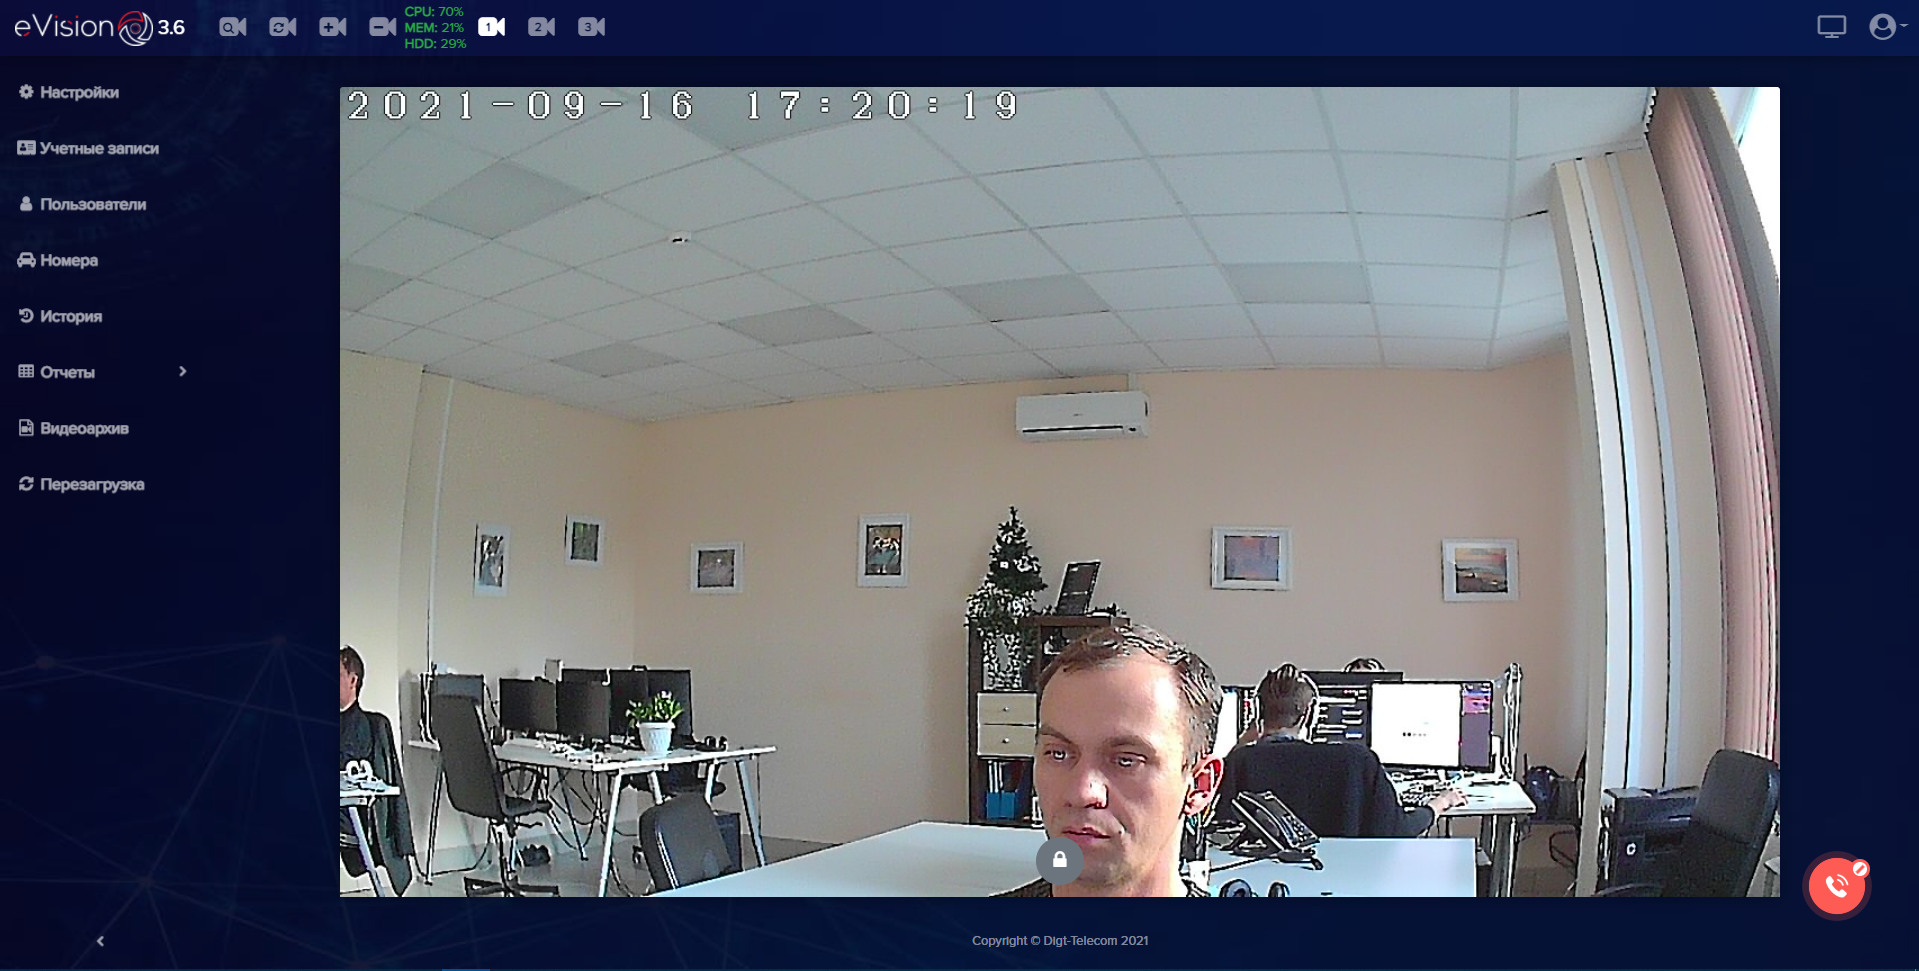 eVision 3.6
CPU: 70%
MEM: 21%
HDD: 29%
1
2
3
Настройки
Учетные записи
Пользователи
Номера
История
Отчеты
Видеоархив
Перезагрузка
2021-09-16 17:20:19
Copyright © Digt-Telecom 2021